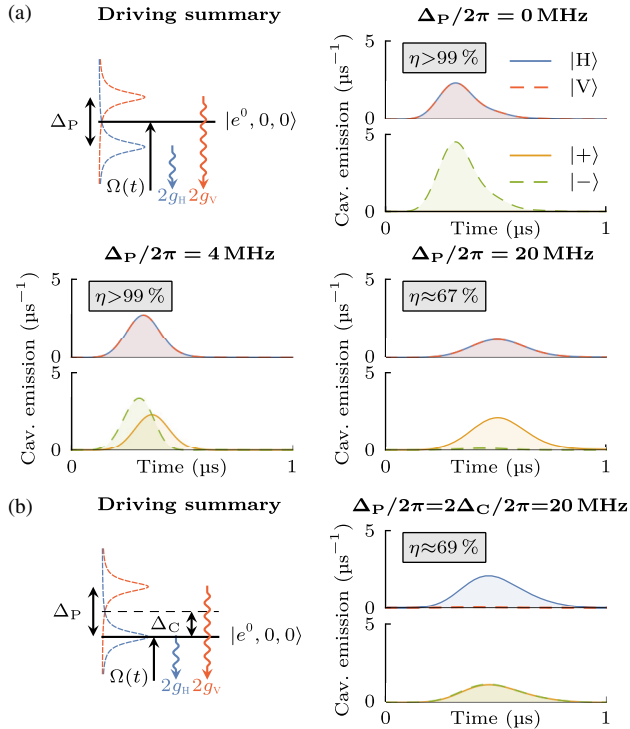 (a)
Driving summary
Δ_P
|e⁰, 0, 0⟩
Ω(t)
2g_H
2g_V
Δ_P/2π = 0 MHz
Cav. emission (µs⁻¹)
5
0
5
0
η>99 %
|H⟩
|V⟩
|+⟩
|−⟩
0
Time (µs)
1
Δ_P/2π = 4 MHz
Cav. emission (µs⁻¹)
5
0
5
0
η>99 %
0
Time (µs)
1
Δ_P/2π = 20 MHz
Cav. emission (µs⁻¹)
5
0
5
0
η≈67 %
0
Time (µs)
1
(b)
Driving summary
Δ_P
Δ_C
|e⁰, 0, 0⟩
Ω(t)
2g_H
2g_V
Δ_P/2π=2Δ_C/2π=20 MHz
Cav. emission (µs⁻¹)
5
0
5
0
η≈69 %
0
Time (µs)
1